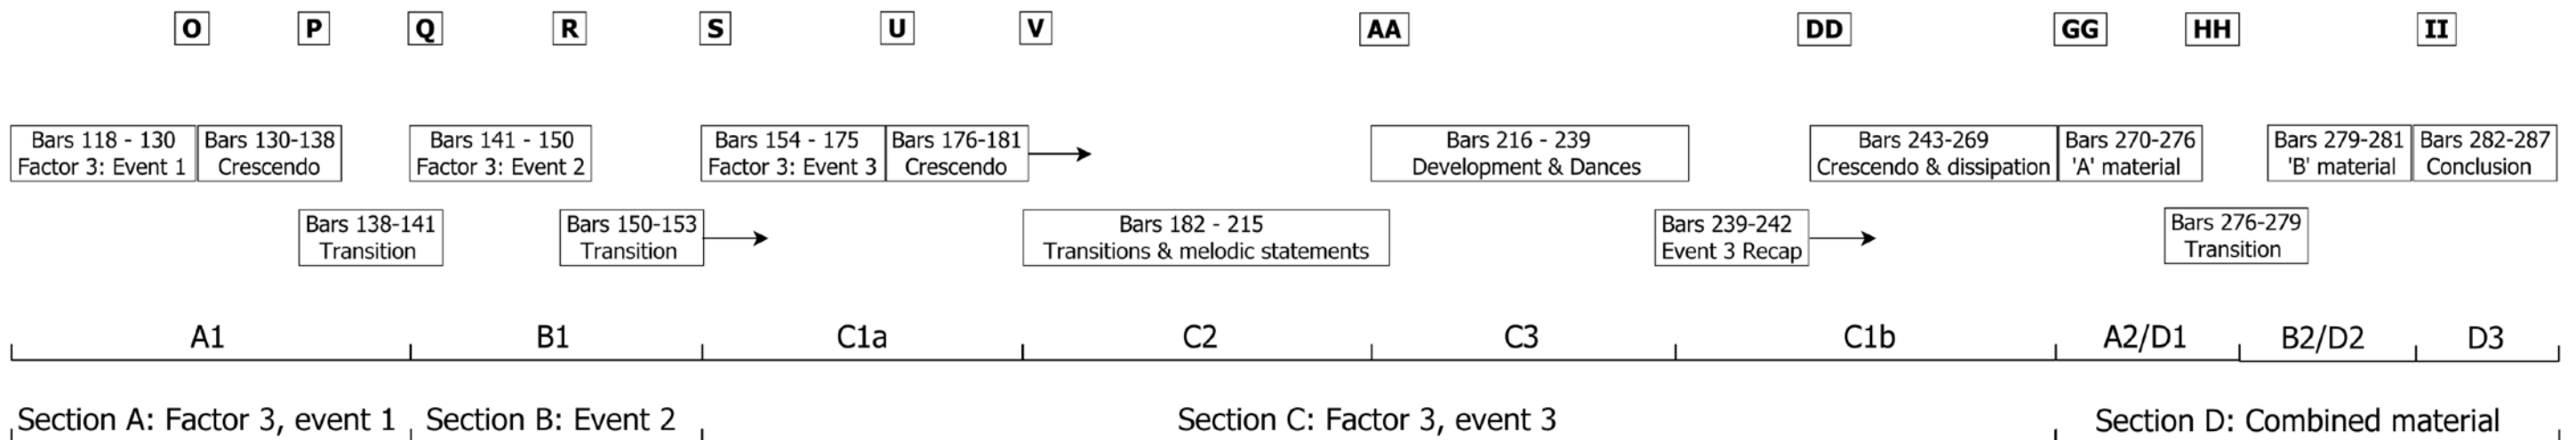 O P Q R S U V AA DD GG HH II
Bars 118 - 130 Bars 130-138 Bars 141 - 150 Bars 154 - 175 Bars 176-181 Bars 216 - 239 Bars 243-269 Bars 270-276 Bars 279-281 Bars 282-287
Factor 3: Event 1 Crescendo Factor 3: Event 2 Factor 3: Event 3 Crescendo Development & Dances Crescendo & dissipation 'A' material 'B' material Conclusion
Bars 138-141 Bars 150-153 Bars 182 - 215 Bars 239-242 Bars 276-279
Transition Transition Transitions & melodic statements Event 3 Recap Transition
A1 B1 C1a C2 C3 C1b A2/D1 B2/D2 D3
Section A: Factor 3, event 1 Section B: Event 2 Section C: Factor 3, event 3 Section D: Combined material